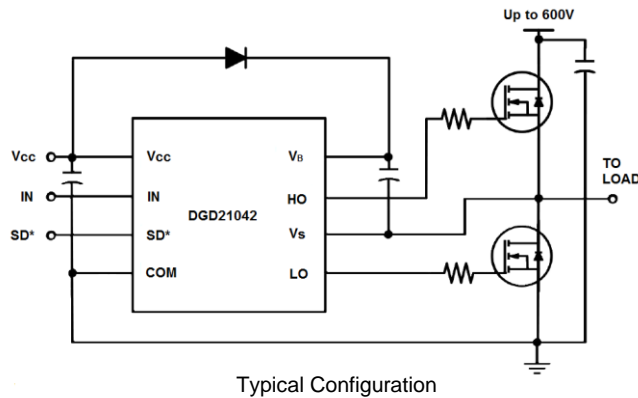 Up to 600V
Vcc
Vcc
VB
TO
LOAD
IN
IN
HO
DGD21042
SD*
SD*
Vs
COM
LO
Typical Configuration